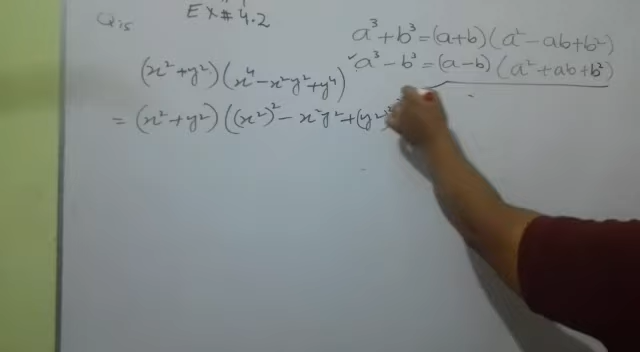 Q15 Ex# 4.2
a³ + b³ = (a+b) (a² - ab + b²)
✓a³ - b³ = (a-b) (a² + ab + b²)
(x² + y²) (x⁴ - x²y² + y⁴)
= (x² + y²) ((x²)² - x²y² + (y²)²